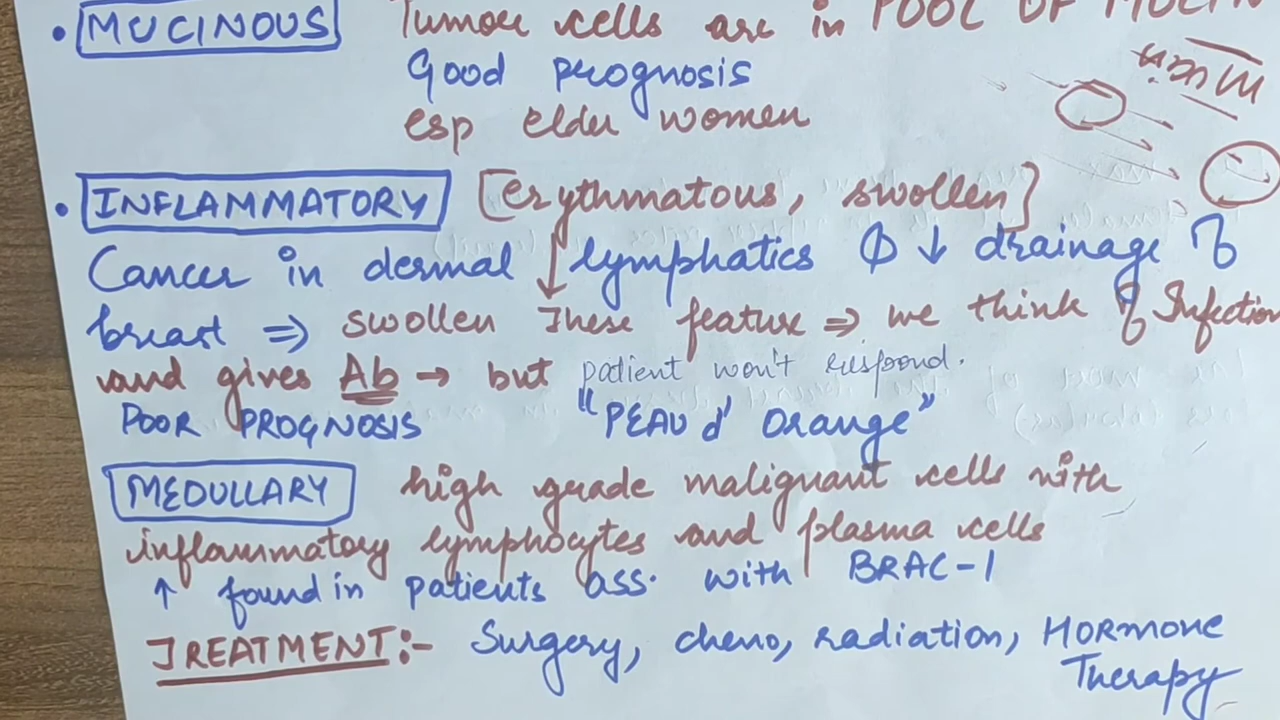 • MUCINOUS Tumor cells are in POOL OF MUCIN
Good prognosis
esp elder women
Mucin
• INFLAMMATORY [erythmatous, swollen]
Cancer in dermal lymphatics ↓ drainage
breast ⇒ swollen These feature ⇒ we think Infection
and gives Ab → but patient won't respond.
POOR PROGNOSIS "PEAU d' Orange"
MEDULLARY high grade malignant cells with
inflammatory lymphocytes and plasma cells
↑ found in patients ass. with BRAC-1
TREATMENT:- Surgery, chemo, radiation, HORMONE
Therapy